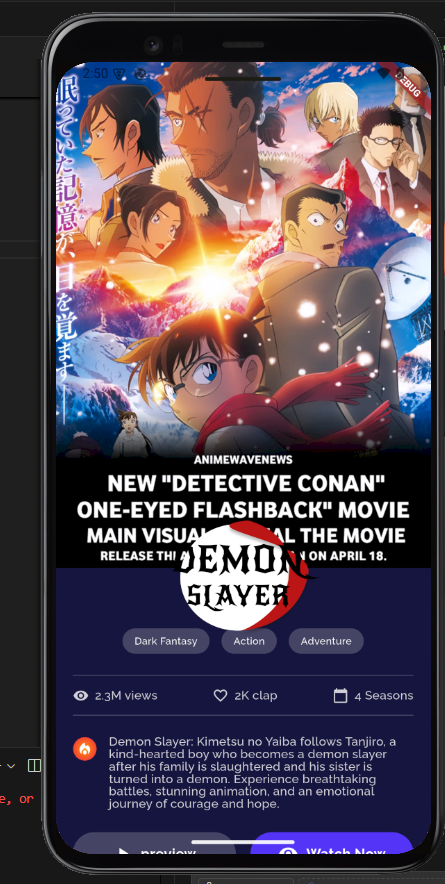 2:50
DEBUG
眠っていた記憶が、目を覚ます
ANIMEWAVENEWS
NEW "DETECTIVE CONAN"
ONE-EYED FLASHBACK" MOVIE
MAIN VISUAL THE MOVIE
RELEASE ON APRIL 18.
DEMON
SLAYER
Dark Fantasy
Action
Adventure
2.3M views
2K clap
4 Seasons
Demon Slayer: Kimetsu no Yaiba follows Tanjiro, a
kind-hearted boy who becomes a demon slayer
after his family is slaughtered and his sister is
turned into a demon. Experience breathtaking
battles, stunning animation, and an emotional
journey of courage and hope.
preview
Watch Now
e, or